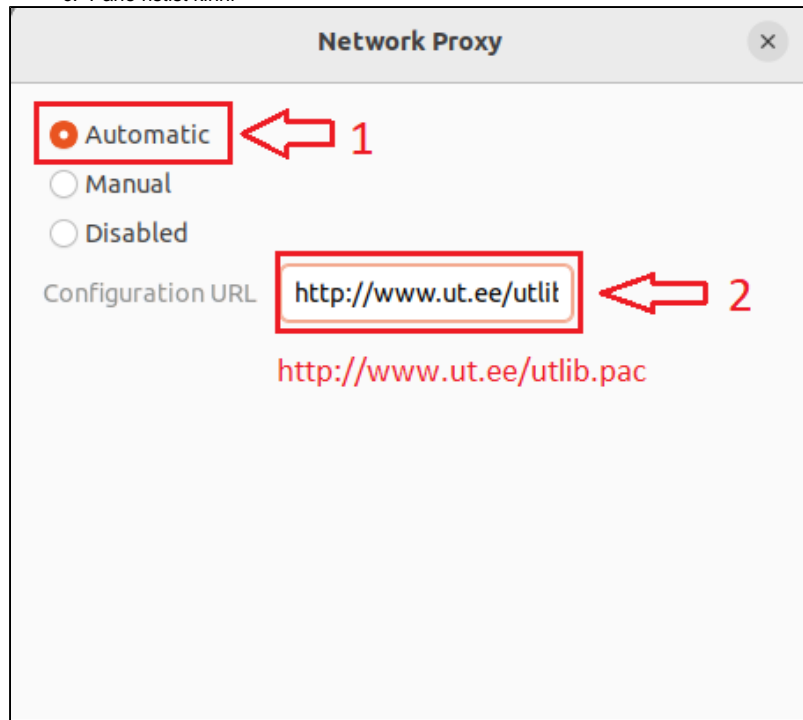 Network Proxy
Automatic
1
Manual
Disabled
Configuration URL http://www.ut.ee/utlit
2
http://www.ut.ee/utlib.pac